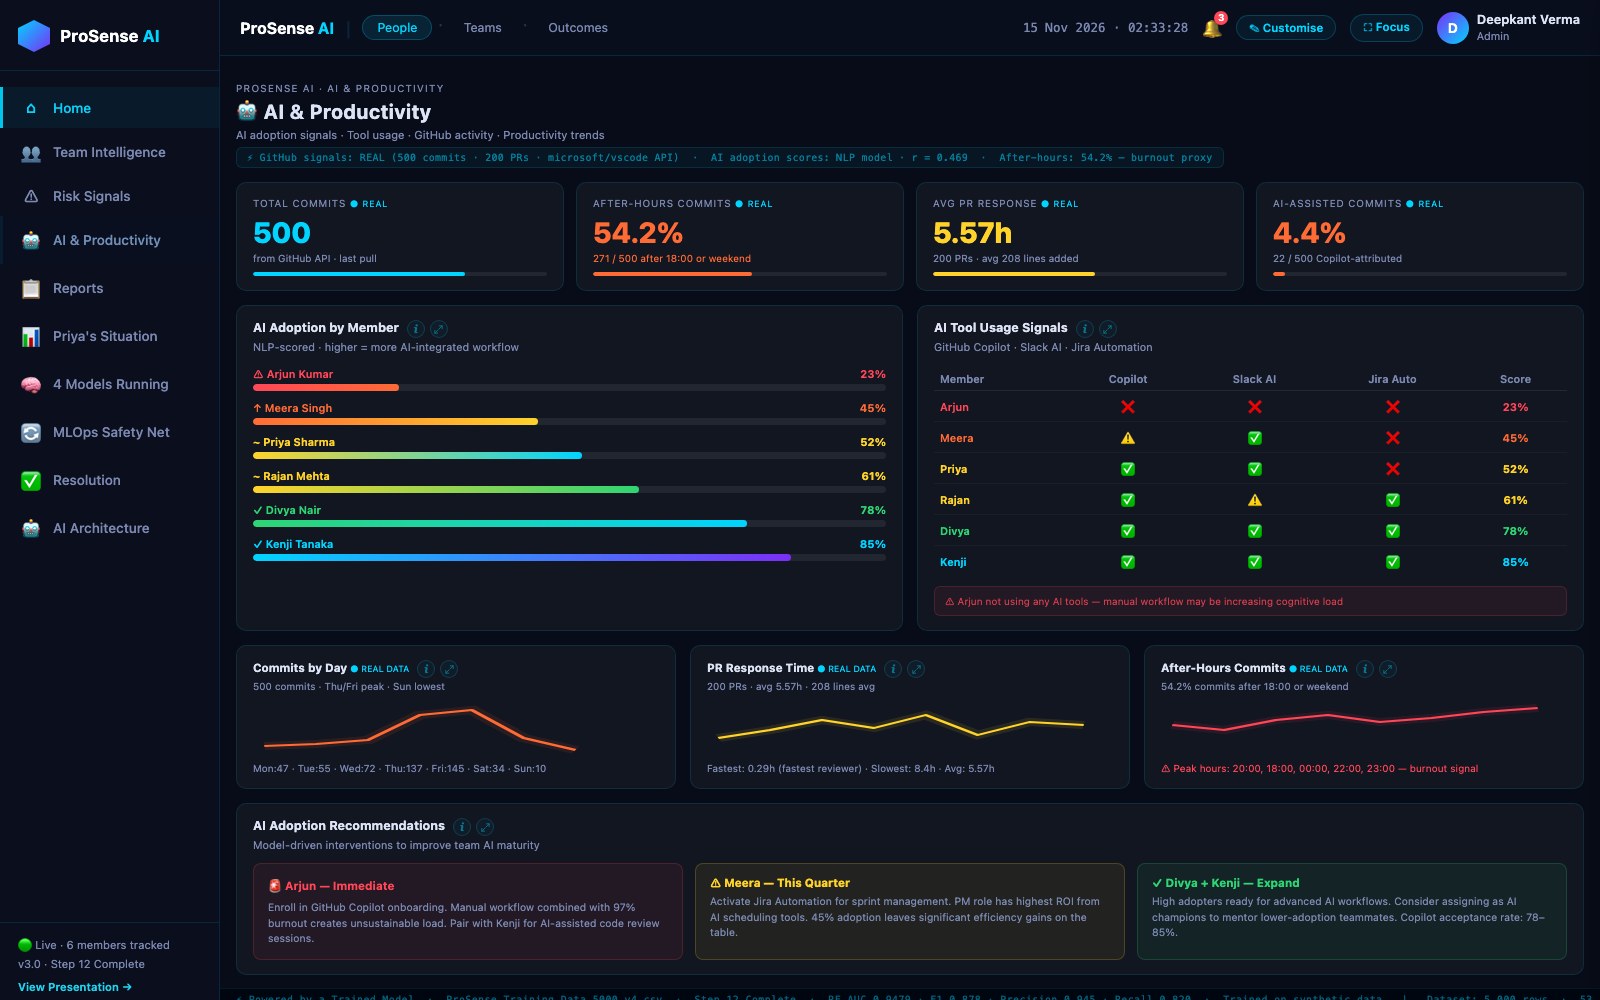 ProSense AI
Home
Team Intelligence
Risk Signals
AI & Productivity
Reports
Priya's Situation
4 Models Running
MLOps Safety Net
Resolution
AI Architecture
Live · 6 members tracked
v3.0 · Step 12 Complete
View Presentation →
ProSense AI | People · Teams · Outcomes
15 Nov 2026 · 02:33:28
3
✎ Customise
⛶ Focus
D
Deepkant Verma
Admin
PROSENSE AI · AI & PRODUCTIVITY
🤖 AI & Productivity
AI adoption signals · Tool usage · GitHub activity · Productivity trends
⚡ GitHub signals: REAL (500 commits · 200 PRs · microsoft/vscode API) · AI adoption scores: NLP model · r = 0.469 · After-hours: 54.2% — burnout proxy
TOTAL COMMITS ● REAL
500
from GitHub API · last pull
AFTER-HOURS COMMITS ● REAL
54.2%
271 / 500 after 18:00 or weekend
AVG PR RESPONSE ● REAL
5.57h
200 PRs · avg 208 lines added
AI-ASSISTED COMMITS ● REAL
4.4%
22 / 500 Copilot-attributed
AI Adoption by Member i
NLP-scored · higher = more AI-integrated workflow
⚠ Arjun Kumar 23%
↑ Meera Singh 45%
~ Priya Sharma 52%
~ Rajan Mehta 61%
✓ Divya Nair 78%
✓ Kenji Tanaka 85%
AI Tool Usage Signals i
GitHub Copilot · Slack AI · Jira Automation
Member Copilot Slack AI Jira Auto Score
Arjun ❌ ❌ ❌ 23%
Meera ⚠ ✅ ❌ 45%
Priya ✅ ✅ ❌ 52%
Rajan ✅ ⚠ ✅ 61%
Divya ✅ ✅ ✅ 78%
Kenji ✅ ✅ ✅ 85%
⚠ Arjun not using any AI tools — manual workflow may be increasing cognitive load
Commits by Day ● REAL DATA i
500 commits · Thu/Fri peak · Sun lowest
Mon:47 · Tue:55 · Wed:72 · Thu:137 · Fri:145 · Sat:34 · Sun:10
PR Response Time ● REAL DATA i
200 PRs · avg 5.57h · 208 lines avg
Fastest: 0.29h (fastest reviewer) · Slowest: 8.4h · Avg: 5.57h
After-Hours Commits ● REAL DATA i
54.2% commits after 18:00 or weekend
⚠ Peak hours: 20:00, 18:00, 00:00, 22:00, 23:00 — burnout signal
AI Adoption Recommendations i
Model-driven interventions to improve team AI maturity
🚨 Arjun — Immediate
Enroll in GitHub Copilot onboarding. Manual workflow combined with 97%
burnout creates unsustainable load. Pair with Kenji for AI-assisted code review
sessions.
⚠ Meera — This Quarter
Activate Jira Automation for sprint management. PM role has highest ROI from
AI scheduling tools. 45% adoption leaves significant efficiency gains on the
table.
✓ Divya + Kenji — Expand
High adopters ready for advanced AI workflows. Consider assigning as AI
champions to mentor lower-adoption teammates. Copilot acceptance rate: 78–
85%.